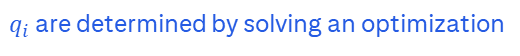 qᵢ are determined by solving an optimization